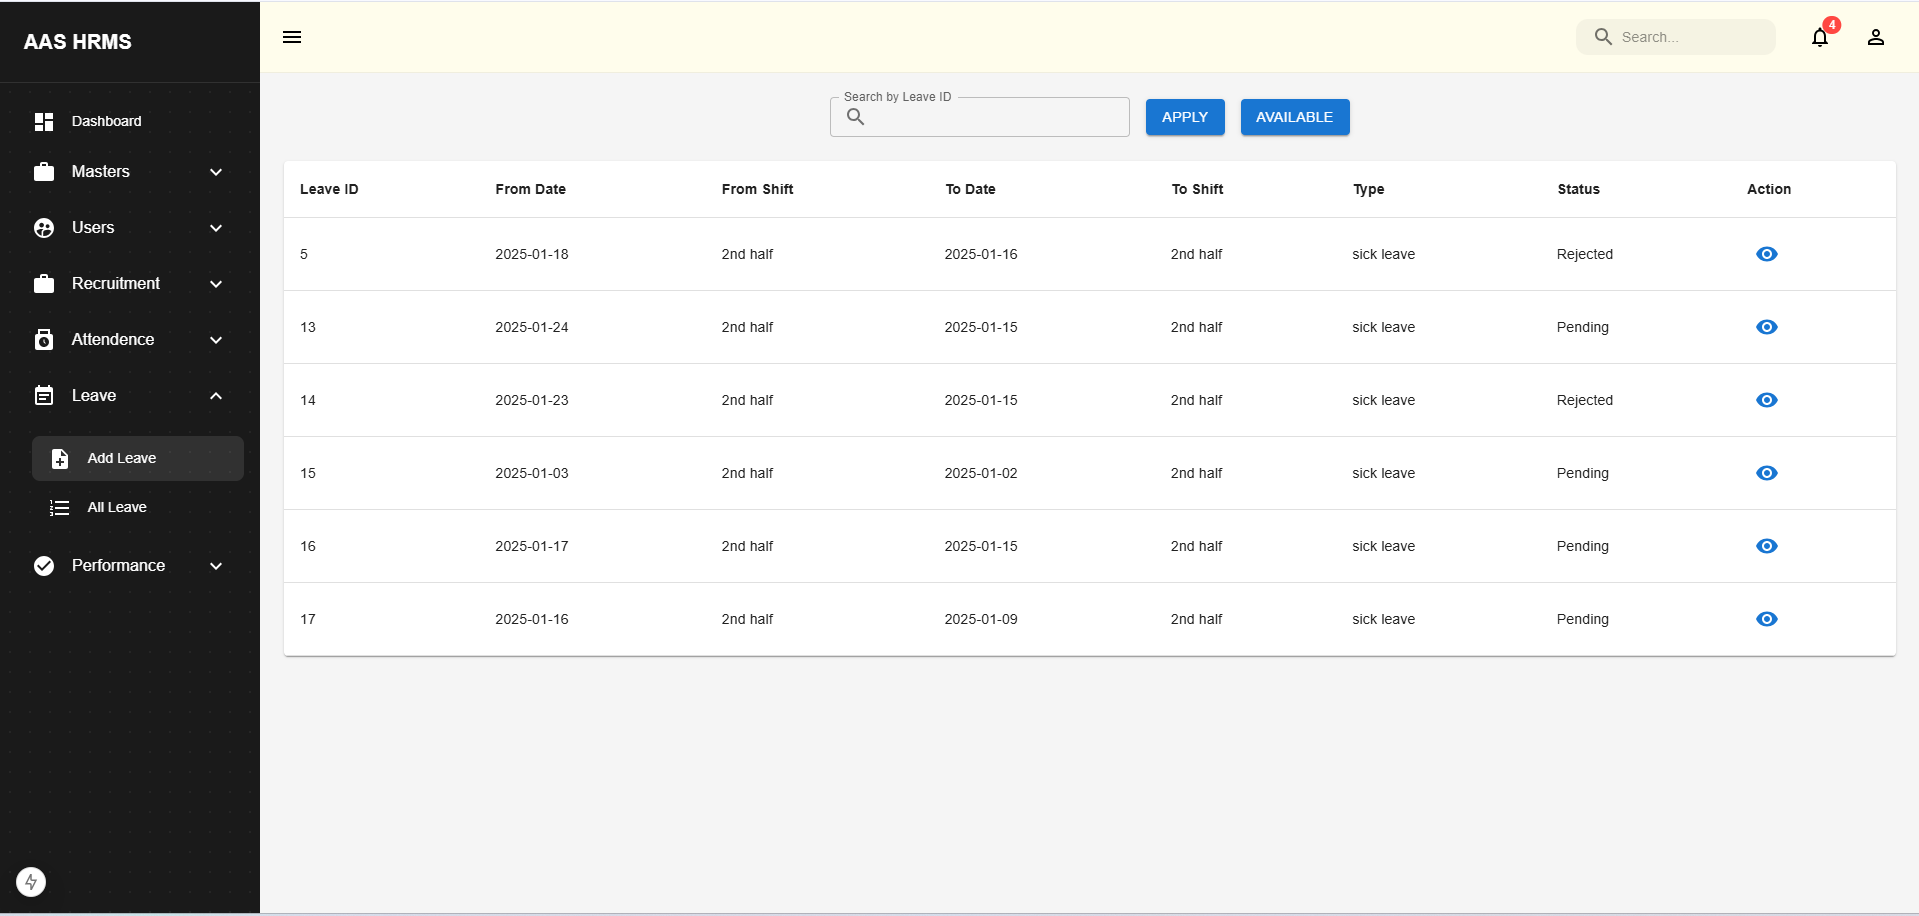 AAS HRMS
Search...
4
Dashboard
Masters
Users
Recruitment
Attendence
Leave
Add Leave
All Leave
Performance
Search by Leave ID
APPLY
AVAILABLE
Leave ID From Date From Shift To Date To Shift Type Status Action
5 2025-01-18 2nd half 2025-01-16 2nd half sick leave Rejected
13 2025-01-24 2nd half 2025-01-15 2nd half sick leave Pending
14 2025-01-23 2nd half 2025-01-15 2nd half sick leave Rejected
15 2025-01-03 2nd half 2025-01-02 2nd half sick leave Pending
16 2025-01-17 2nd half 2025-01-15 2nd half sick leave Pending
17 2025-01-16 2nd half 2025-01-09 2nd half sick leave Pending